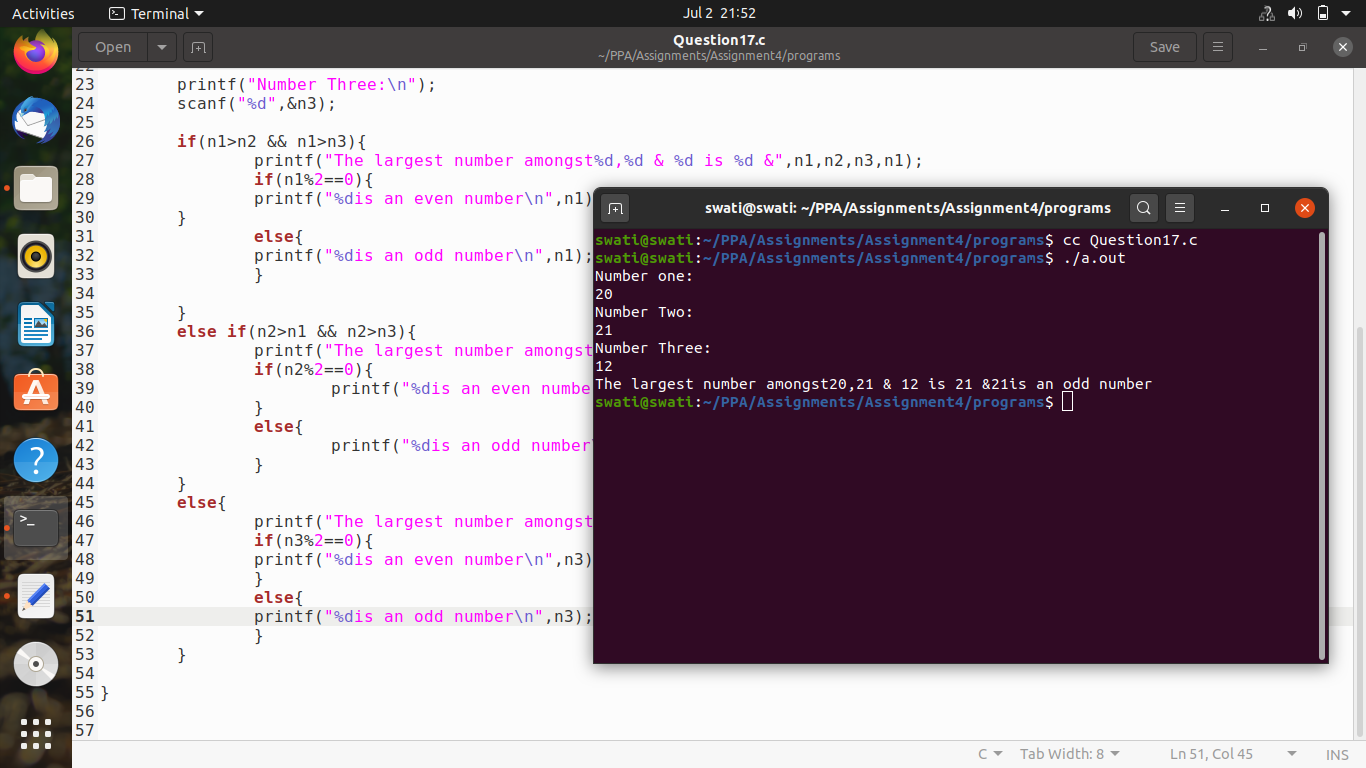 Activities
Terminal
Jul 2 21:52
Open
Question17.c
~/PPA/Assignments/Assignment4/programs
Save
22
23 printf("Number Three:\n");
24 scanf("%d",&n3);
25
26 if(n1>n2 && n1>n3){
27 printf("The largest number amongst%d,%d & %d is %d &",n1,n2,n3,n1);
28 if(n1%2==0){
29 printf("%dis an even number\n",n1)
30 }
31 else{
32 printf("%dis an odd number\n",n1);
33 }
34
35 }
36 else if(n2>n1 && n2>n3){
37 printf("The largest number amongst
38 if(n2%2==0){
39 printf("%dis an even numbe
40 }
41 else{
42 printf("%dis an odd number
43 }
44 }
45 else{
46 printf("The largest number amongst
47 if(n3%2==0){
48 printf("%dis an even number\n",n3)
49 }
50 else{
51 printf("%dis an odd number\n",n3);
52 }
53 }
54
55 }
56
57
swati@swati: ~/PPA/Assignments/Assignment4/programs
swati@swati:~/PPA/Assignments/Assignment4/programs$ cc Question17.c
swati@swati:~/PPA/Assignments/Assignment4/programs$ ./a.out
Number one:
20
Number Two:
21
Number Three:
12
The largest number amongst20,21 & 12 is 21 &21is an odd number
swati@swati:~/PPA/Assignments/Assignment4/programs$
C
Tab Width: 8
Ln 51, Col 45
INS